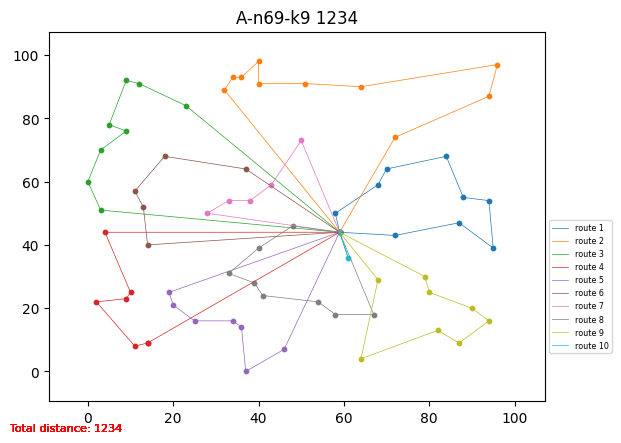 A-n69-k9 1234
100
80
60
40
20
0
0 20 40 60 80 100
route 1
route 2
route 3
route 4
route 5
route 6
route 7
route 8
route 9
route 10
Total distance: 1234